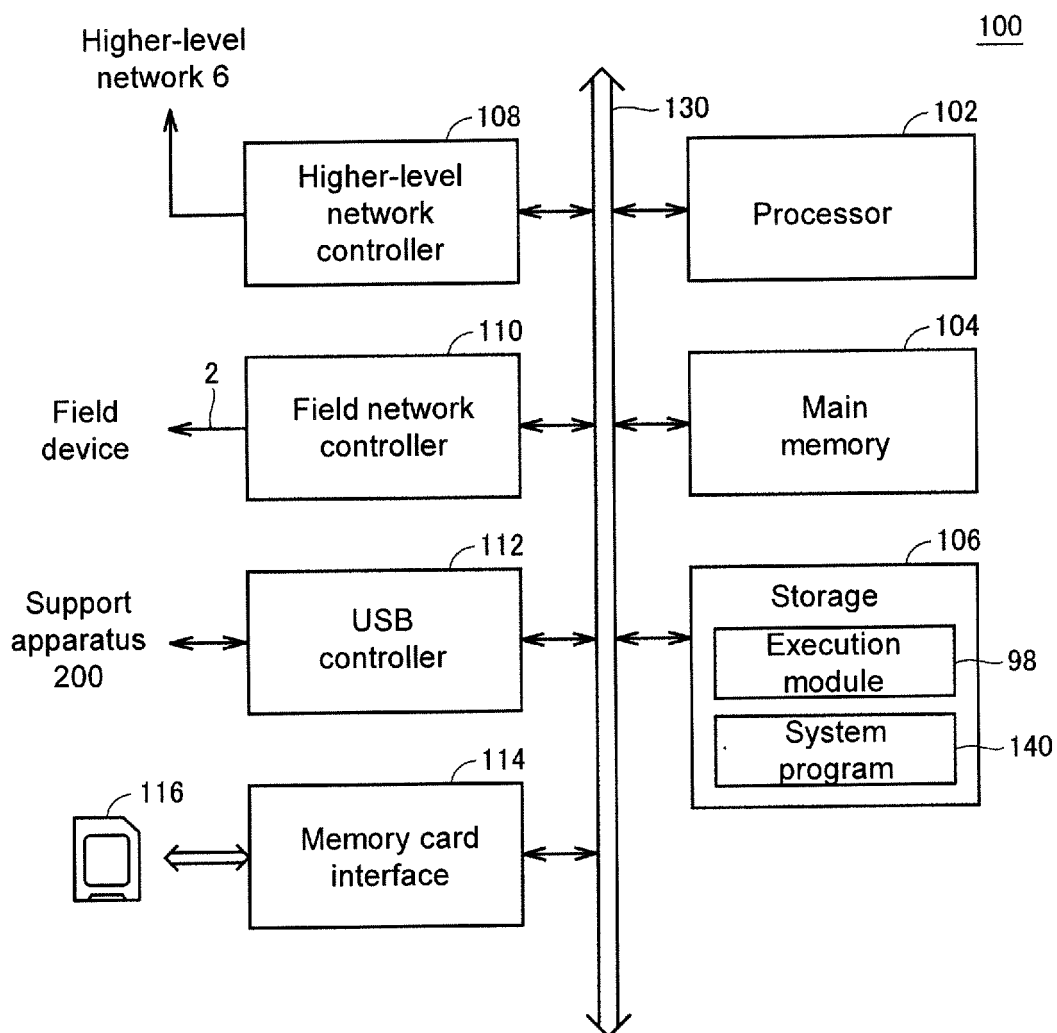 100
Higher-level
network 6
108
Higher-level
network
controller
130
102
Processor
110
Field network
controller
2
Field
device
104
Main
memory
112
USB
controller
Support
apparatus
200
106
Storage
Execution
module
98
System
program
140
114
Memory card
interface
116